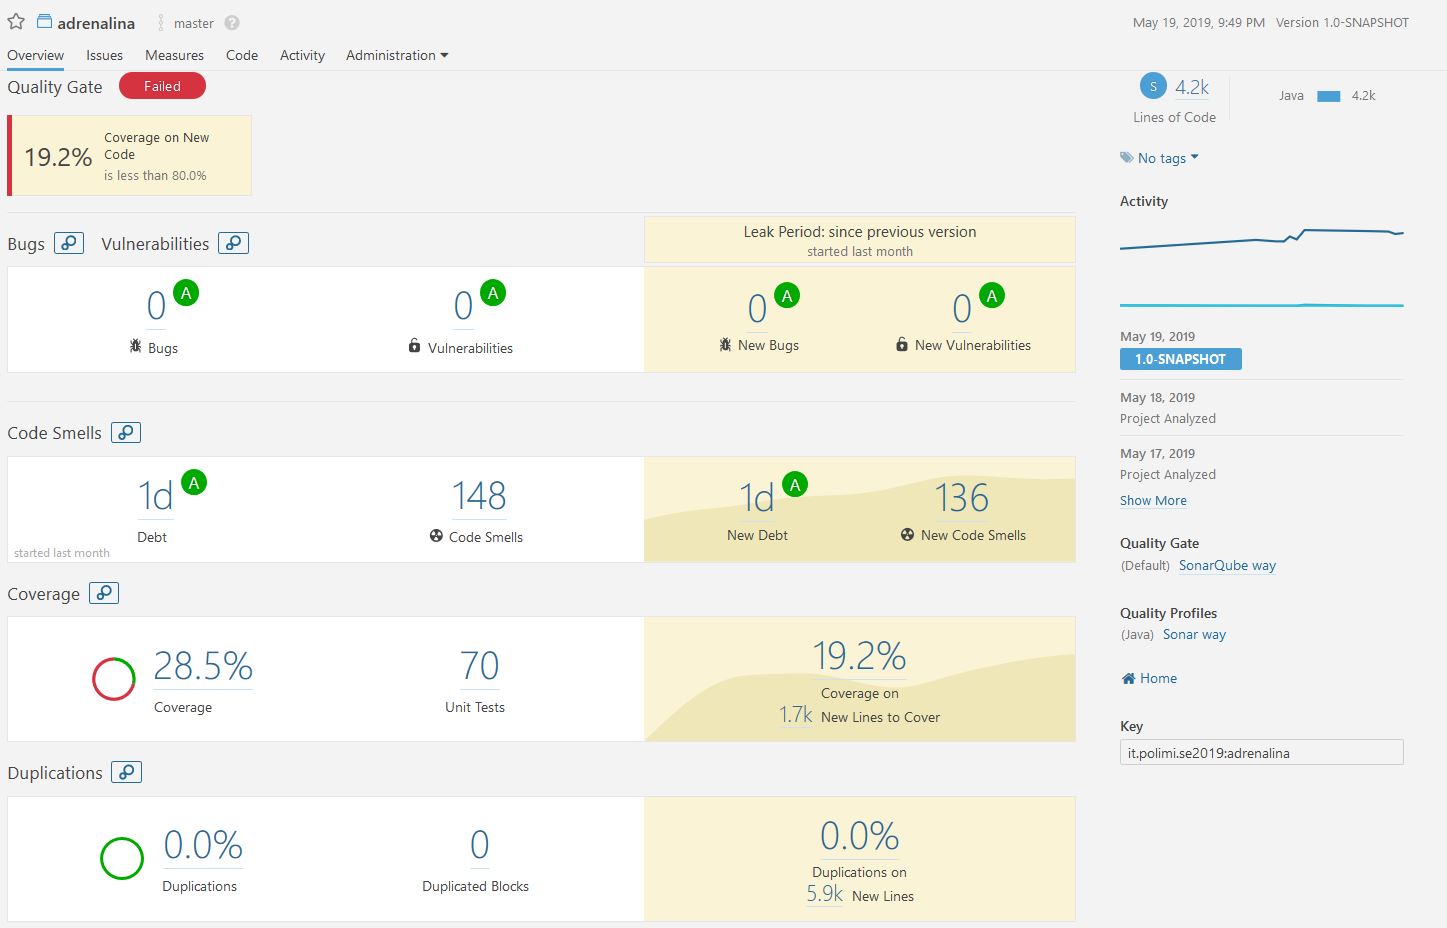 adrenalina master ? May 19, 2019, 9:49 PM Version 1.0-SNAPSHOT
Overview Issues Measures Code Activity Administration
Quality Gate Failed
19.2% Coverage on New
Code
is less than 80.0%
Bugs Vulnerabilities
Leak Period: since previous version
started last month
0 A
Bugs
0 A
Vulnerabilities
0 A
New Bugs
0 A
New Vulnerabilities
Code Smells
1d A
Debt
148
Code Smells
started last month
1d A
New Debt
136
New Code Smells
Coverage
28.5%
Coverage
70
Unit Tests
19.2%
Coverage on
1.7k New Lines to Cover
Duplications
0.0%
Duplications
0
Duplicated Blocks
0.0%
Duplications on
5.9k New Lines
S 4.2k
Lines of Code
Java 4.2k
No tags
Activity
May 19, 2019
1.0-SNAPSHOT
May 18, 2019
Project Analyzed
May 17, 2019
Project Analyzed
Show More
Quality Gate
(Default) SonarQube way
Quality Profiles
(Java) Sonar way
Home
Key
it.polimi.se2019:adrenalina